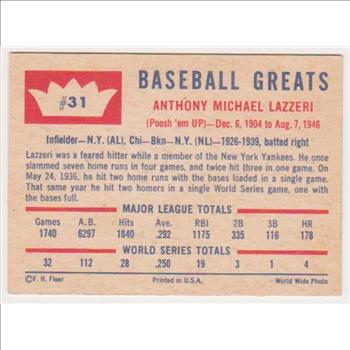 #31
BASEBALL GREATS
ANTHONY MICHAEL LAZZERI
(Poosh 'em UP)—Dec. 6, 1904 to Aug. 7, 1946
Infielder—N.Y. (AL), Chi—Bkn—N.Y. (NL)—1926-1939, batted right
Lazzeri was a feared hitter while a member of the New York Yankees. He once
slammed seven homers in four games, and twice hit three in one game. On
May 24, 1936, he hit two homers with the bases full, to drive in eleven runs.
That same year he hit two homers in a single World Series game, one with
the bases full.
MAJOR LEAGUE TOTALS
Games A.B. Hits Ave. RBI 2B 3B HR
1740 6297 1840 .292 1175 335 116 178
WORLD SERIES TOTALS
32 112 28 .250 19 3 1 4
©F. H. Fleer Printed in U.S.A. World Wide Photo